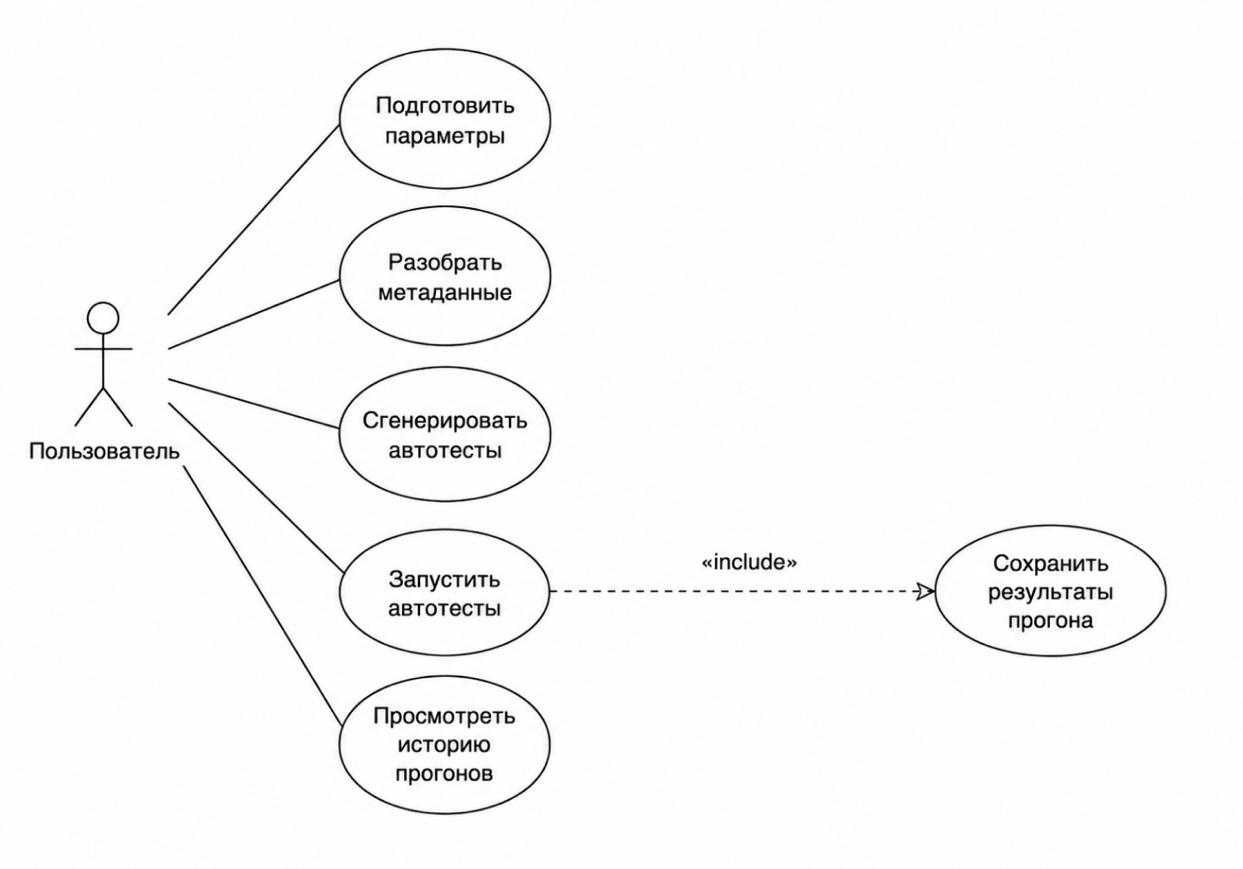 Подготовить
параметры
Разобрать
метаданные
Сгенерировать
автотесты
Пользователь
Запустить
автотесты
«include»
Сохранить
результаты
прогона
Просмотреть
историю
прогонов